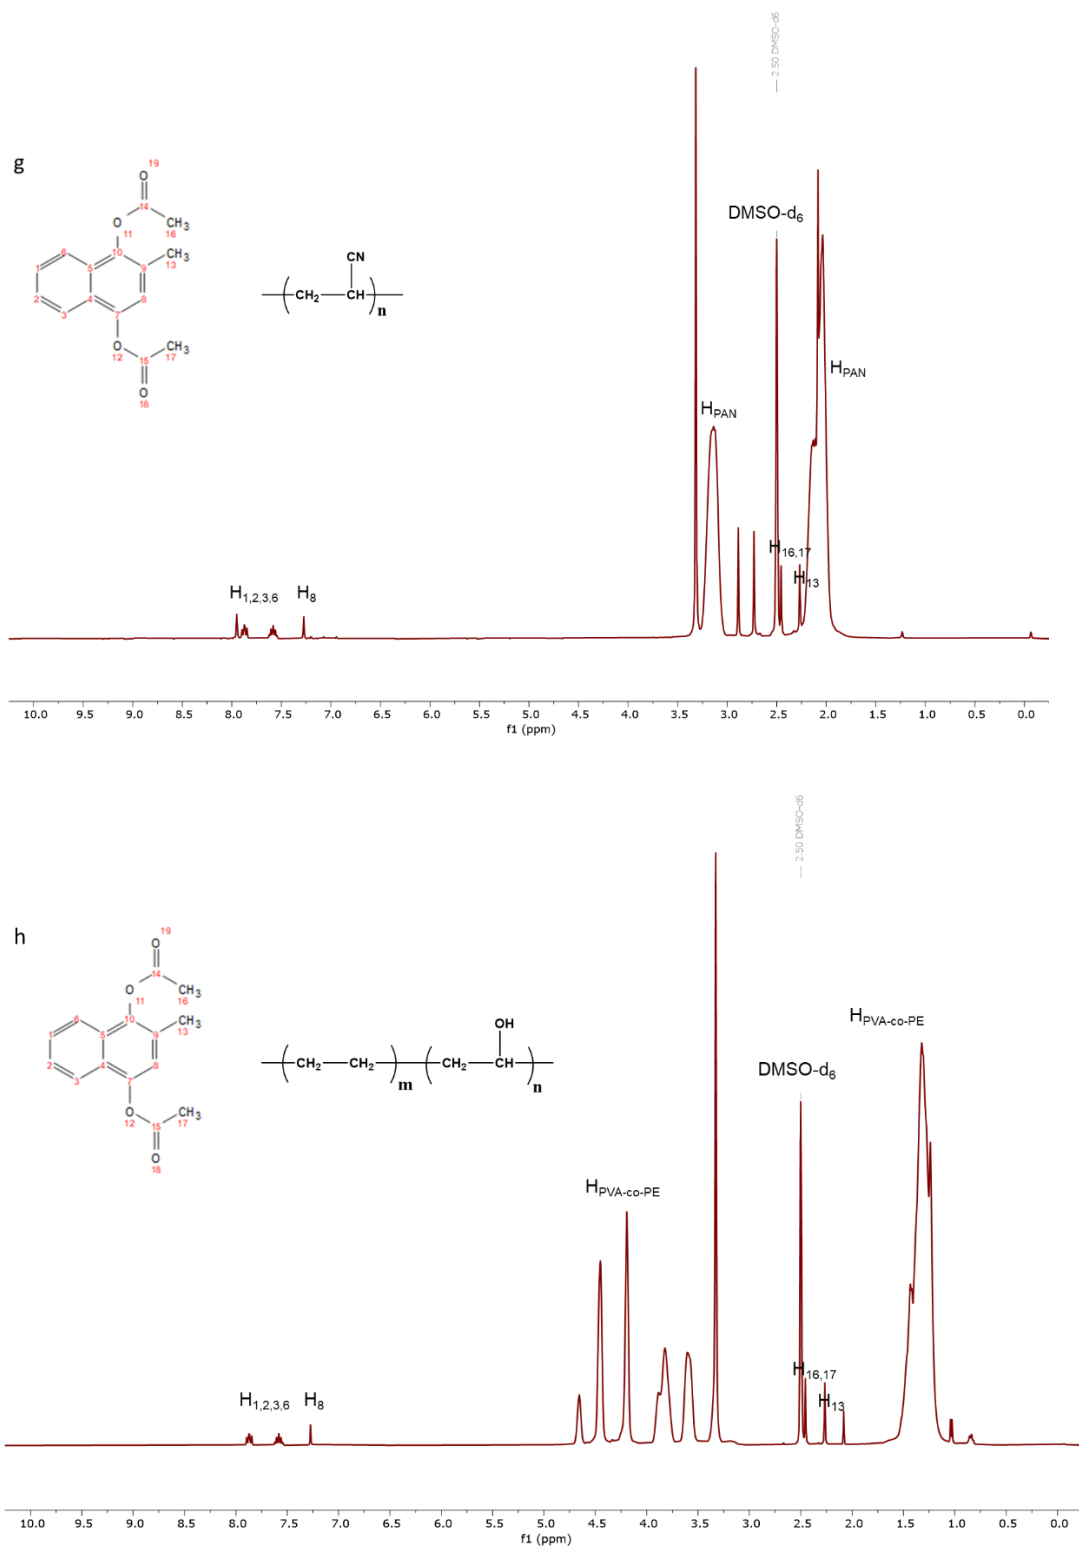 2.50 DMSO-d6
g
19
O
14
O
CH3
11
16
6
10
CH3
1
5
9
13
2
4
8
3
7
O
12
15
CH3
17
O
18
CN
CH2
CH
n
DMSO-d6
HPAN
HPAN
H16,17
H13
H1,2,3,6
H8
10.0 9.5 9.0 8.5 8.0 7.5 7.0 6.5 6.0 5.5 5.0 4.5 4.0 3.5 3.0 2.5 2.0 1.5 1.0 0.5 0.0
f1 (ppm)
2.50 DMSO-d6
h
19
O
14
O
CH3
11
16
6
10
CH3
1
5
9
13
2
4
8
3
7
O
12
15
CH3
17
O
18
OH
CH2 CH2 CH2 CH
m n
HPVA-co-PE
DMSO-d6
HPVA-co-PE
H16,17
H13
H1,2,3,6
H8
10.0 9.5 9.0 8.5 8.0 7.5 7.0 6.5 6.0 5.5 5.0 4.5 4.0 3.5 3.0 2.5 2.0 1.5 1.0 0.5 0.0
f1 (ppm)